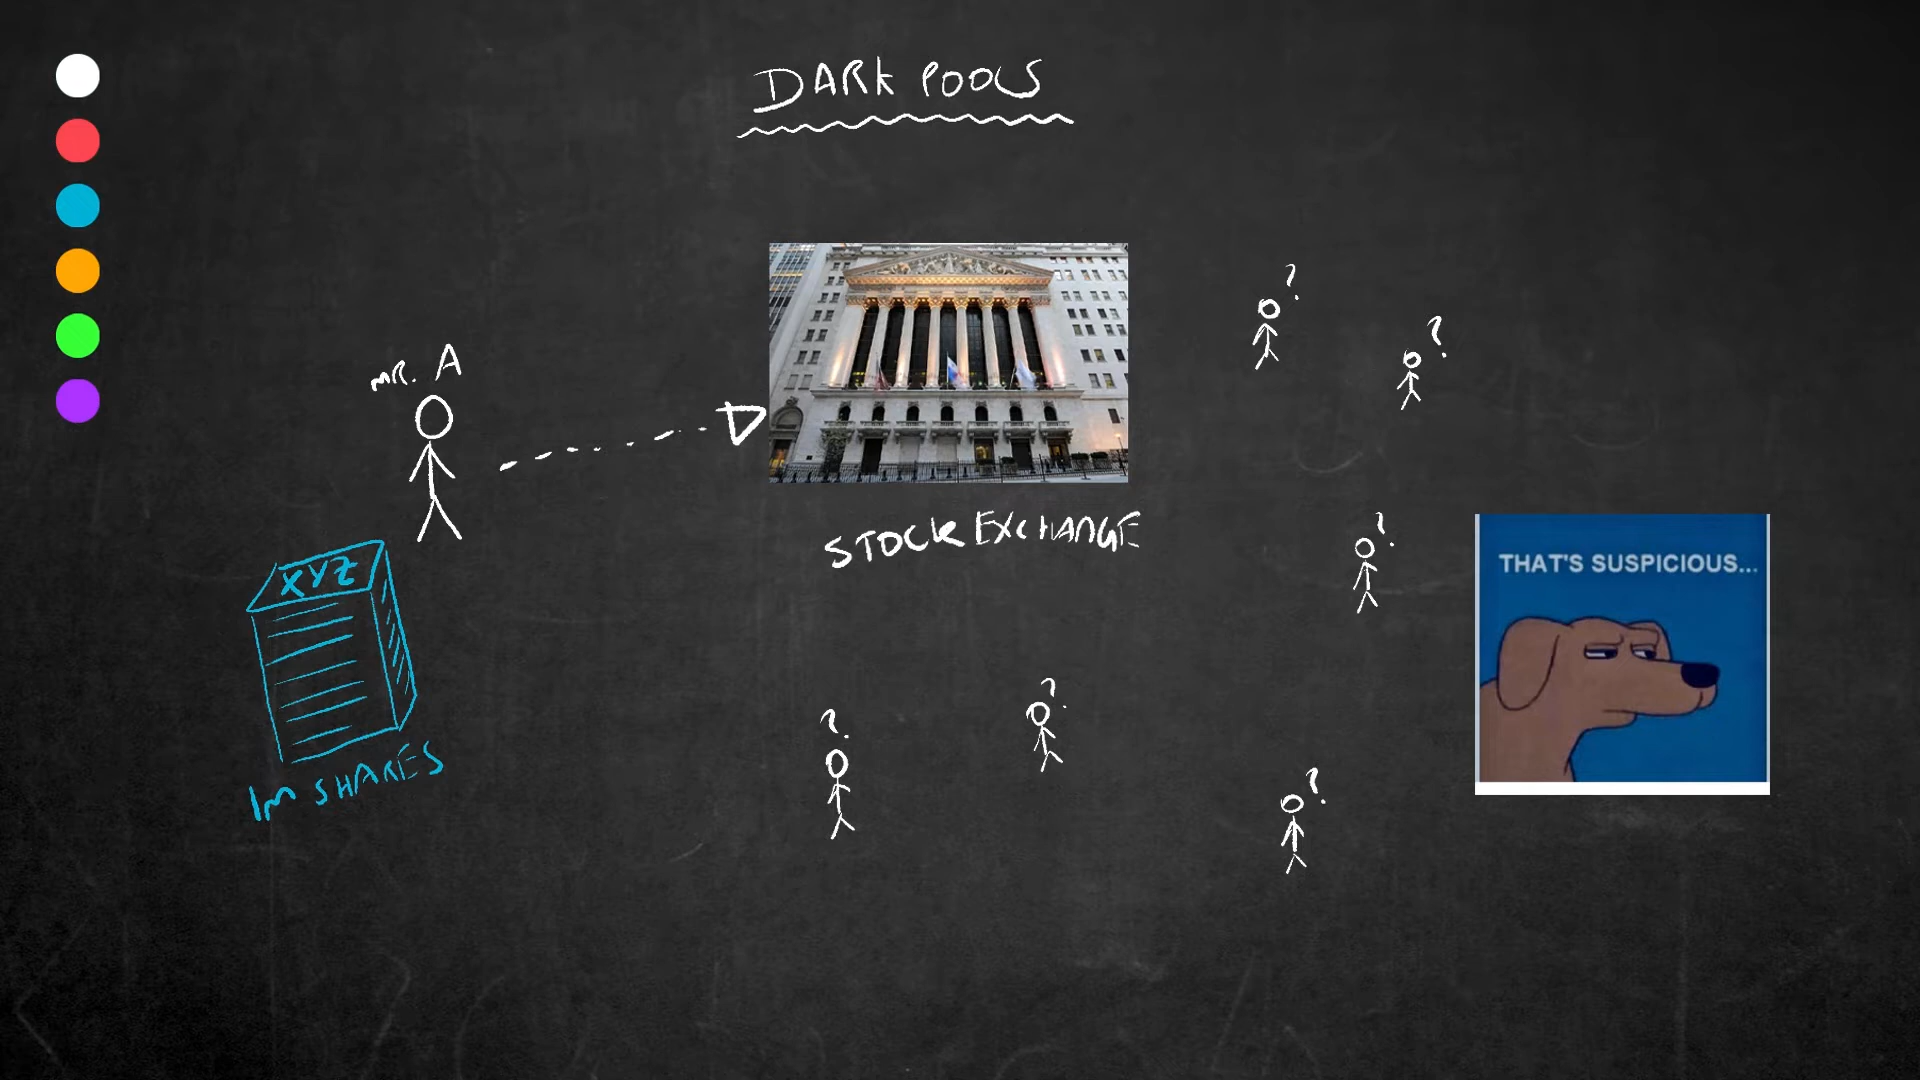 DARK POOLS
MR. A
STOCK EXCHANGE
XYZ
1M SHARES
?
?
?
?
?
?
THAT'S SUSPICIOUS...